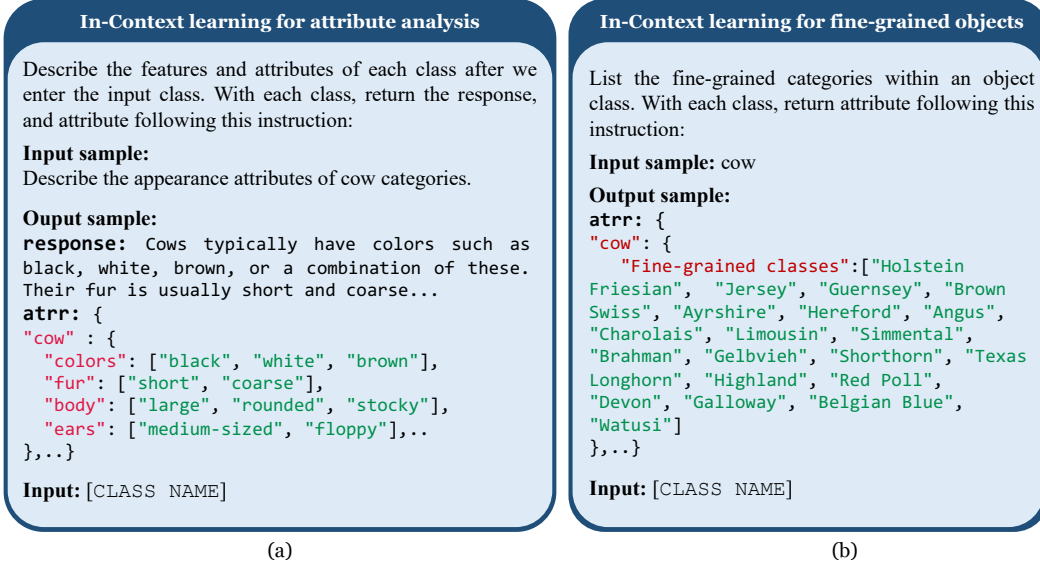 In-Context learning for attribute analysis
Describe the features and attributes of each class after we
enter the input class. With each class, return the response,
and attribute following this instruction:
Input sample:
Describe the appearance attributes of cow categories.
Ouput sample:
response: Cows typically have colors such as
black, white, brown, or a combination of these.
Their fur is usually short and coarse...
atrr: {
"cow" : {
"colors": ["black", "white", "brown"],
"fur": ["short", "coarse"],
"body": ["large", "rounded", "stocky"],
"ears": ["medium-sized", "floppy"],..
},..}
Input: [CLASS NAME]
(a)
In-Context learning for fine-grained objects
List the fine-grained categories within an object
class. With each class, return attribute following this
instruction:
Input sample: cow
Output sample:
atrr: {
"cow": {
"Fine-grained classes":["Holstein
Friesian", "Jersey", "Guernsey", "Brown
Swiss", "Ayrshire", "Hereford", "Angus",
"Charolais", "Limousin", "Simmental",
"Brahman", "Gelbvieh", "Shorthorn", "Texas
Longhorn", "Highland", "Red Poll",
"Devon", "Galloway", "Belgian Blue",
"Watusi"]
},..}
Input: [CLASS NAME]
(b)